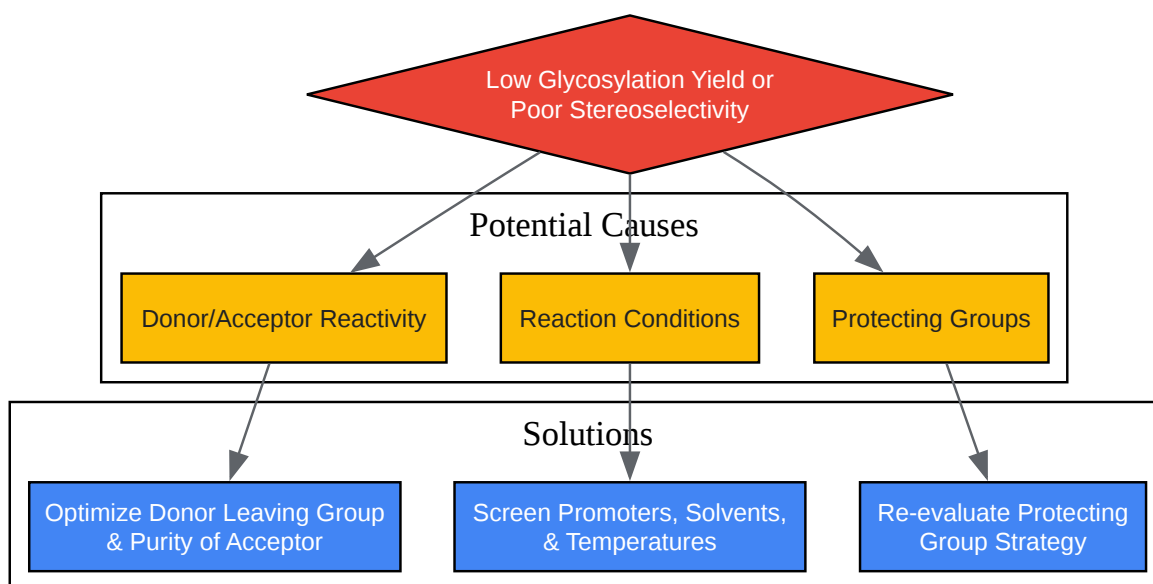 Low Glycosylation Yield or
Poor Stereoselectivity
Potential Causes
Donor/Acceptor Reactivity
Reaction Conditions
Protecting Groups
Solutions
Optimize Donor Leaving Group
& Purity of Acceptor
Screen Promoters, Solvents,
& Temperatures
Re-evaluate Protecting
Group Strategy